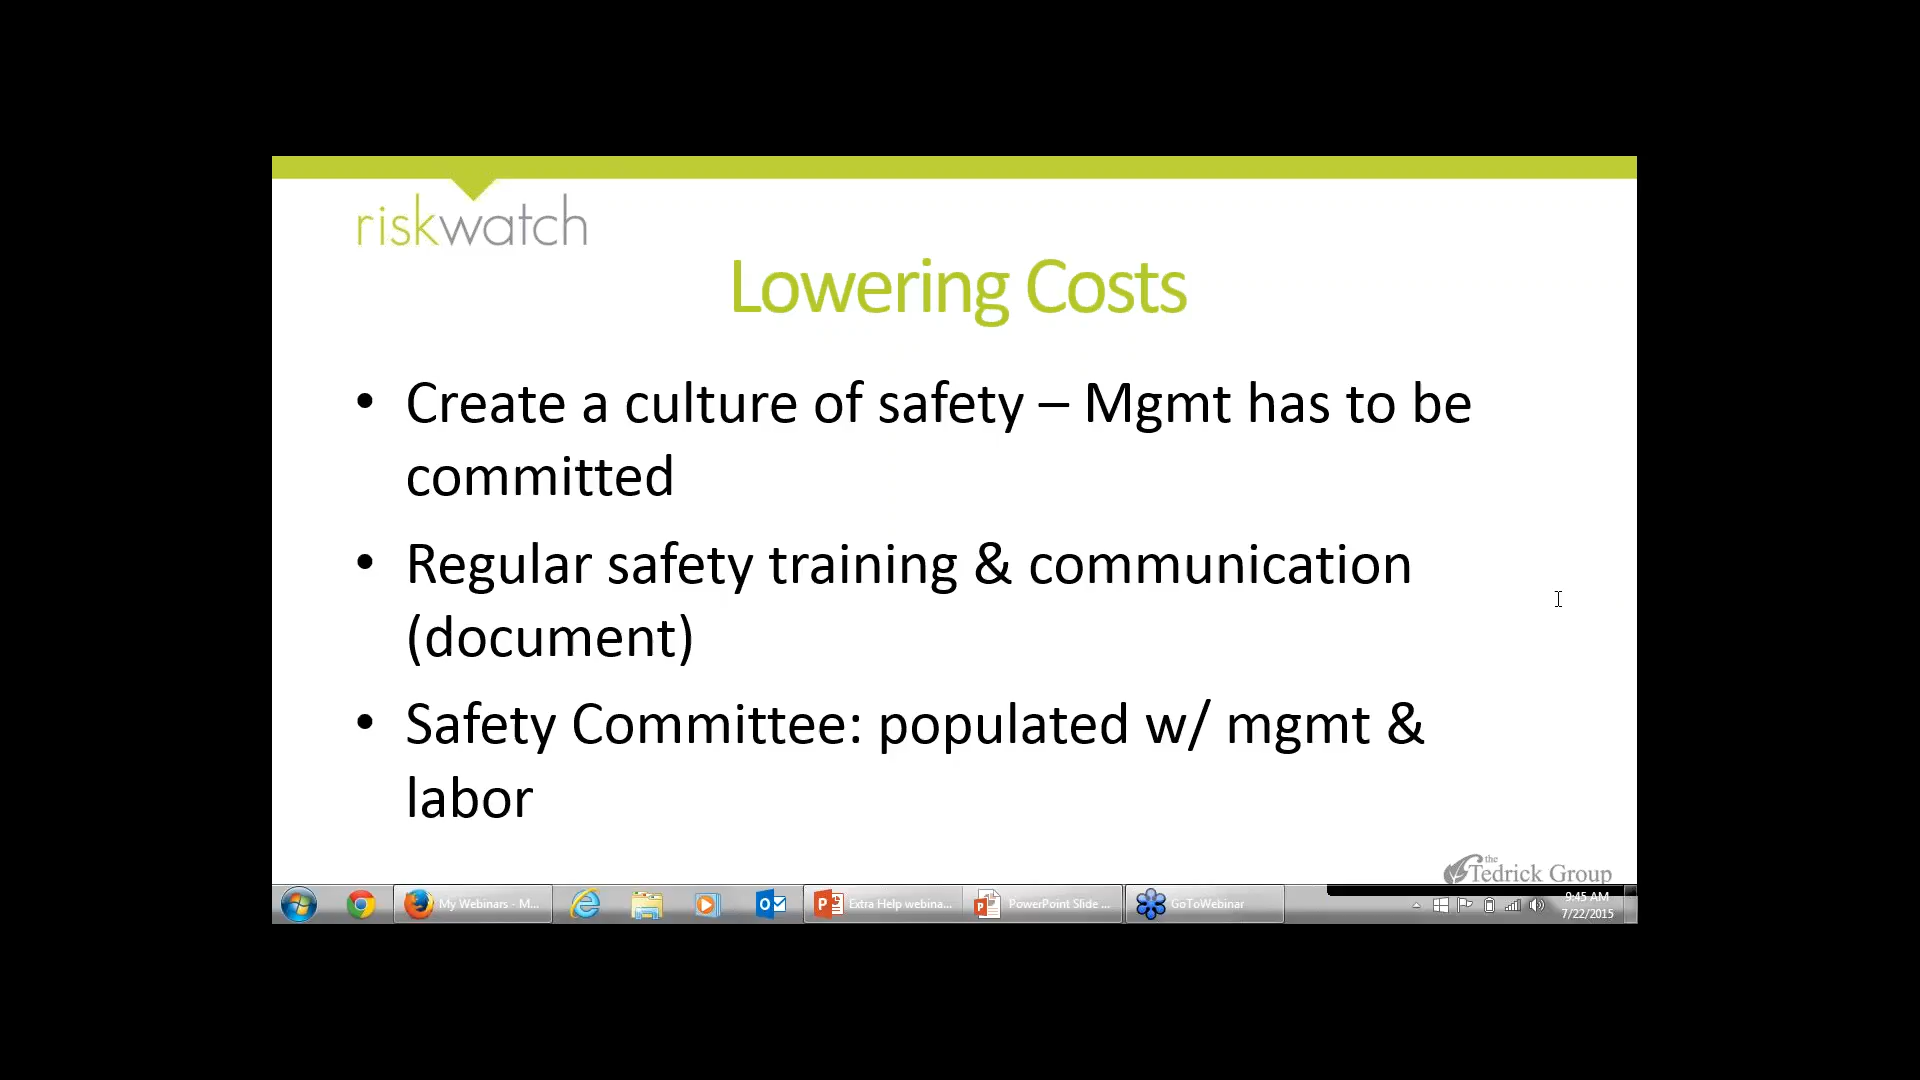 riskwatch
Lowering Costs
• Create a culture of safety – Mgmt has to be
committed
• Regular safety training & communication
(document)
• Safety Committee: populated w/ mgmt &
labor
the
Tedrick Group
My Webinars - M...
Extra Help webina...
PowerPoint Slide ...
GoToWebinar
9:45 AM
7/22/2015